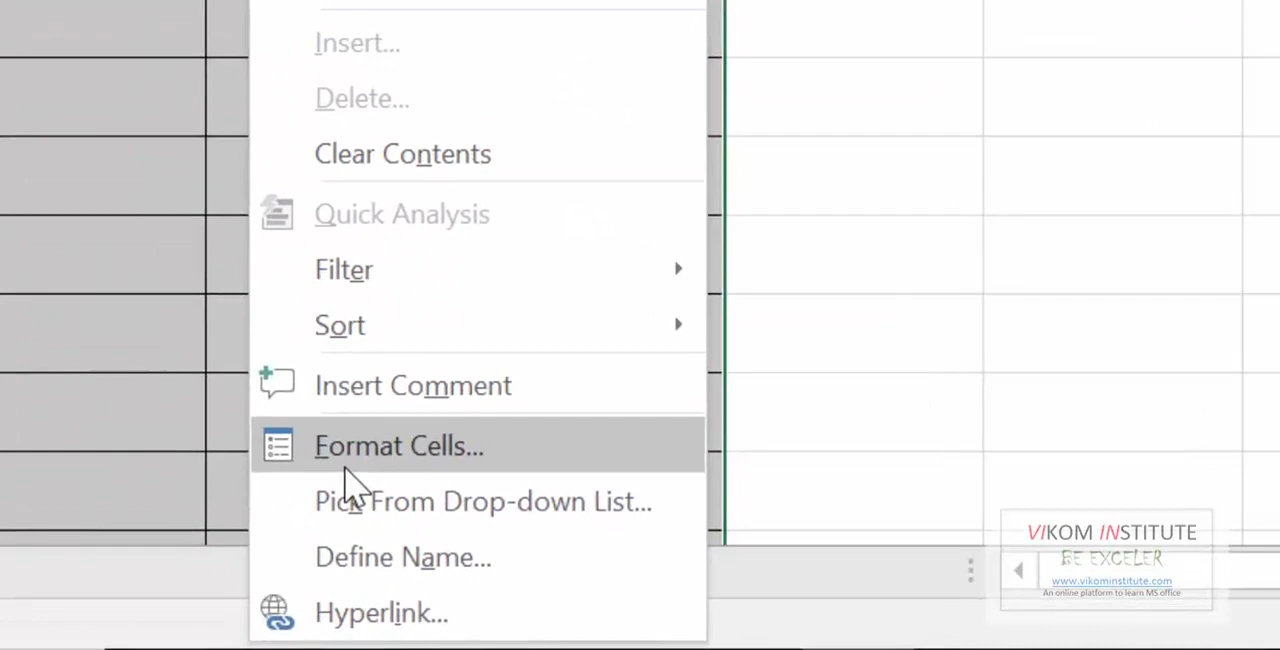 Insert...
Delete...
Clear Contents
Quick Analysis
Filter
Sort
Insert Comment
Format Cells...
Pick From Drop-down List...
Define Name...
Hyperlink...
VIKOM INSTITUTE
BE EXCELER
www.vikominstitute.com
An online platform to learn MS office